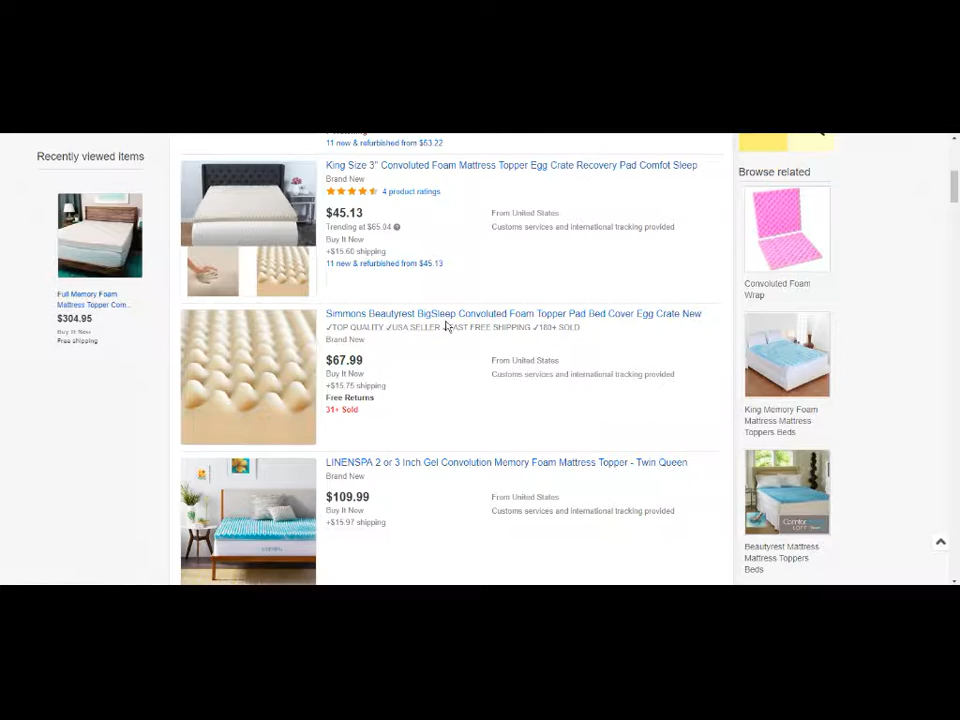 11 new & refurbished from $53.22
Recently viewed items
Full Memory Foam
Mattress Topper Com...
$304.95
Buy It Now
Free shipping
King Size 3" Convoluted Foam Mattress Topper Egg Crate Recovery Pad Comfot Sleep
Brand New
4 product ratings
$45.13
From United States
Trending at $65.04
Customs services and international tracking provided
Buy It Now
+$15.60 shipping
11 new & refurbished from $45.13
Simmons Beautyrest BigSleep Convoluted Foam Topper Pad Bed Cover Egg Crate New
✓TOP QUALITY ✓USA SELLER ✓FAST FREE SHIPPING ✓180+ SOLD
Brand New
$67.99
From United States
Buy It Now
Customs services and international tracking provided
+$15.75 shipping
Free Returns
31+ Sold
LINENSPA 2 or 3 Inch Gel Convolution Memory Foam Mattress Topper - Twin Queen
Brand New
$109.99
From United States
Buy It Now
Customs services and international tracking provided
+$15.97 shipping
Browse related
Convoluted Foam
Wrap
King Memory Foam
Mattress Mattress
Toppers Beds
Beautyrest Mattress
Mattress Toppers
Beds